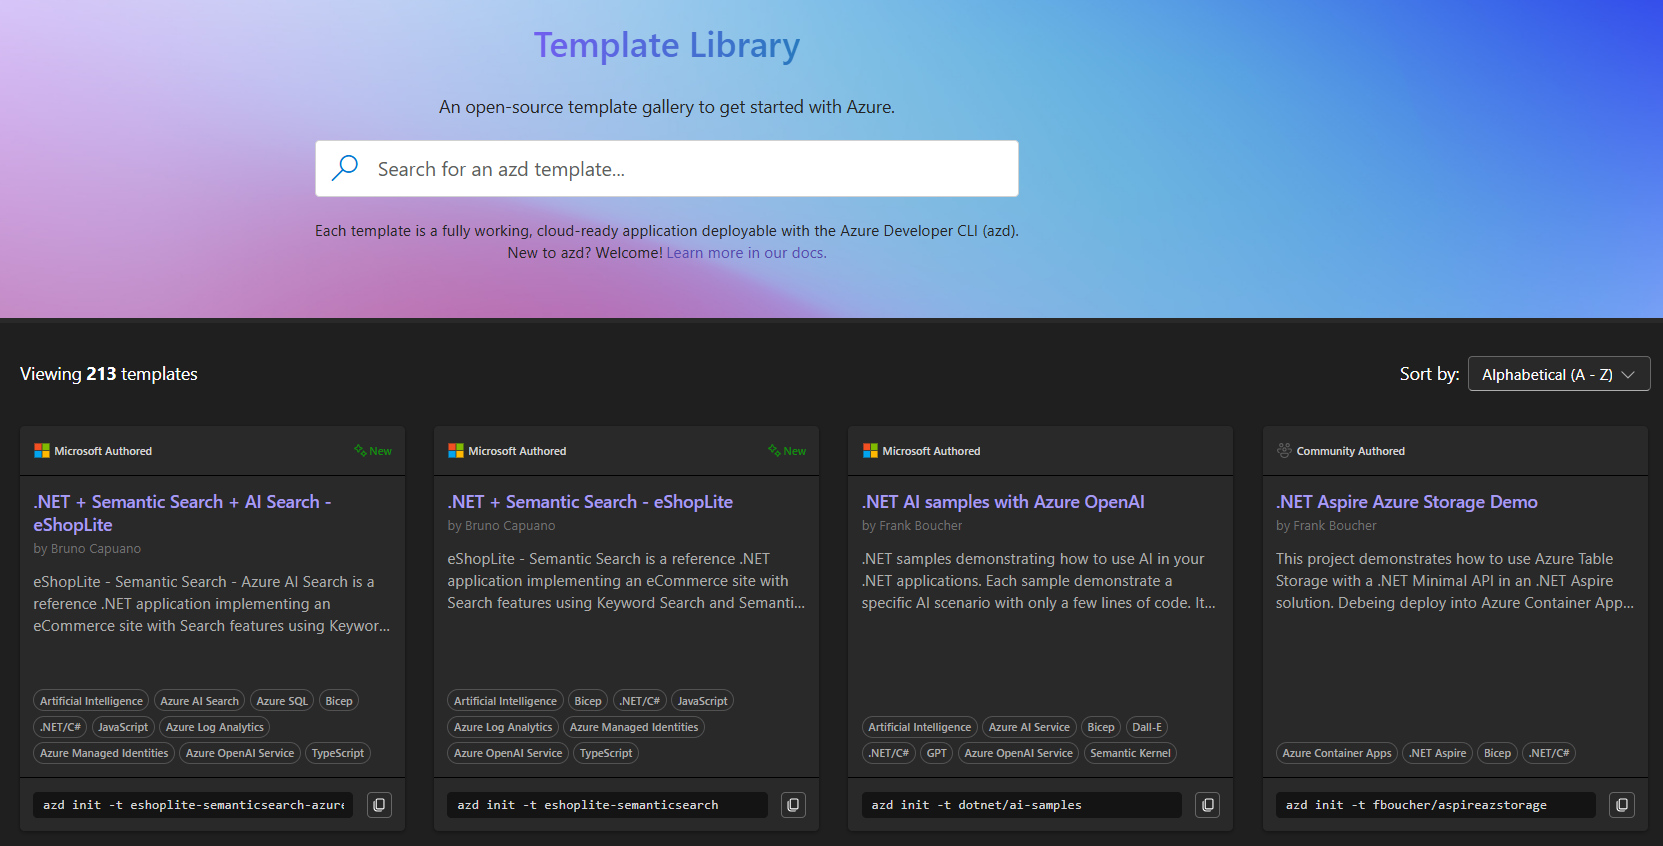 Template Library
An open-source template gallery to get started with Azure.
Search for an azd template...
Each template is a fully working, cloud-ready application deployable with the Azure Developer CLI (azd).
New to azd? Welcome! Learn more in our docs.
Viewing 213 templates
Sort by: Alphabetical (A - Z)
Microsoft Authored
New
.NET + Semantic Search + AI Search -
eShopLite
by Bruno Capuano
eShopLite - Semantic Search - Azure AI Search is a
reference .NET application implementing an
eCommerce site with Search features using Keywor...
Artificial Intelligence Azure AI Search Azure SQL Bicep
.NET/C# JavaScript Azure Log Analytics
Azure Managed Identities Azure OpenAI Service TypeScript
azd init -t eshoplite-semanticsearch-azure
Microsoft Authored
New
.NET + Semantic Search - eShopLite
by Bruno Capuano
eShopLite - Semantic Search is a reference .NET
application implementing an eCommerce site with
Search features using Keyword Search and Semanti...
Artificial Intelligence Bicep .NET/C# JavaScript
Azure Log Analytics Azure Managed Identities
Azure OpenAI Service TypeScript
azd init -t eshoplite-semanticsearch
Microsoft Authored
.NET AI samples with Azure OpenAI
by Frank Boucher
.NET samples demonstrating how to use AI in your
.NET applications. Each sample demonstrate a
specific AI scenario with only a few lines of code. It...
Artificial Intelligence Azure AI Service Bicep Dall-E
.NET/C# GPT Azure OpenAI Service Semantic Kernel
azd init -t dotnet/ai-samples
Community Authored
.NET Aspire Azure Storage Demo
by Frank Boucher
This project demonstrates how to use Azure Table
Storage with a .NET Minimal API in an .NET Aspire
solution. Debeing deploy into Azure Container App...
Azure Container Apps .NET Aspire Bicep .NET/C#
azd init -t fboucher/aspireazstorage